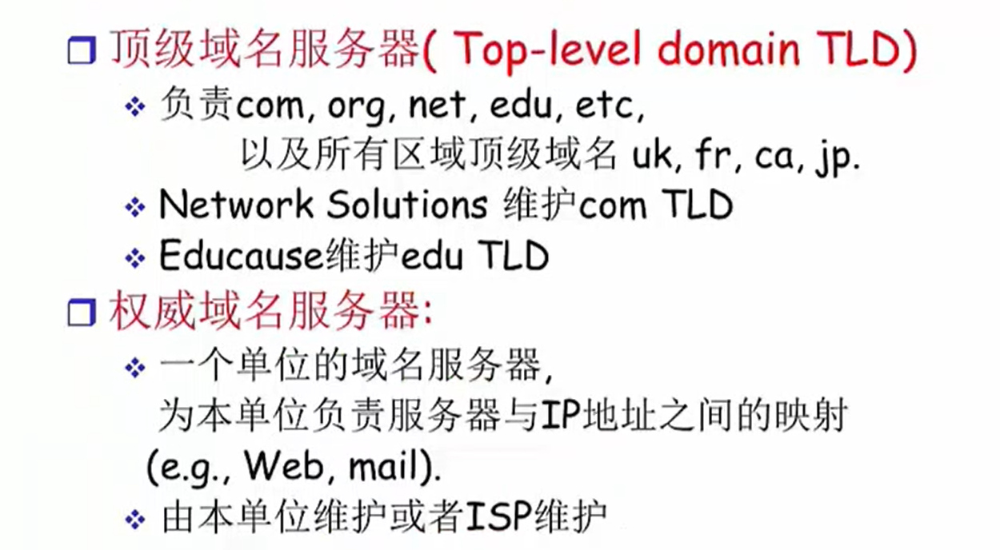 顶级域名服务器( Top-level domain TLD)
负责com, org, net, edu, etc,
以及所有区域顶级域名 uk, fr, ca, jp.
Network Solutions 维护com TLD
Educause维护edu TLD
权威域名服务器:
一个单位的域名服务器,
为本单位负责服务器与IP地址之间的映射
(e.g., Web, mail).
由本单位维护或者ISP维护